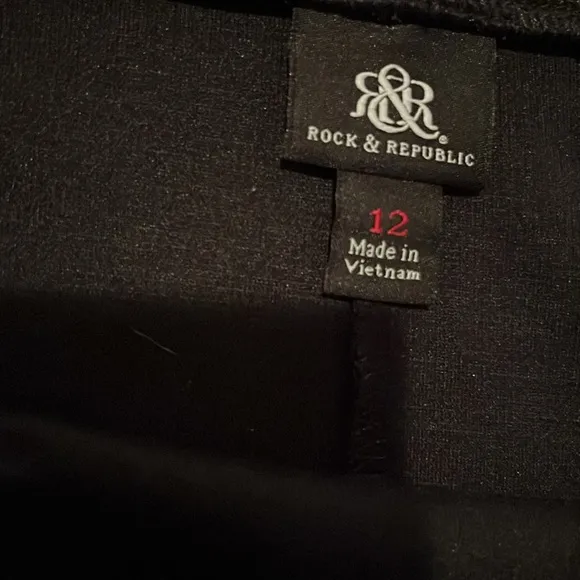 R&R®
ROCK & REPUBLIC
12
Made in
Vietnam